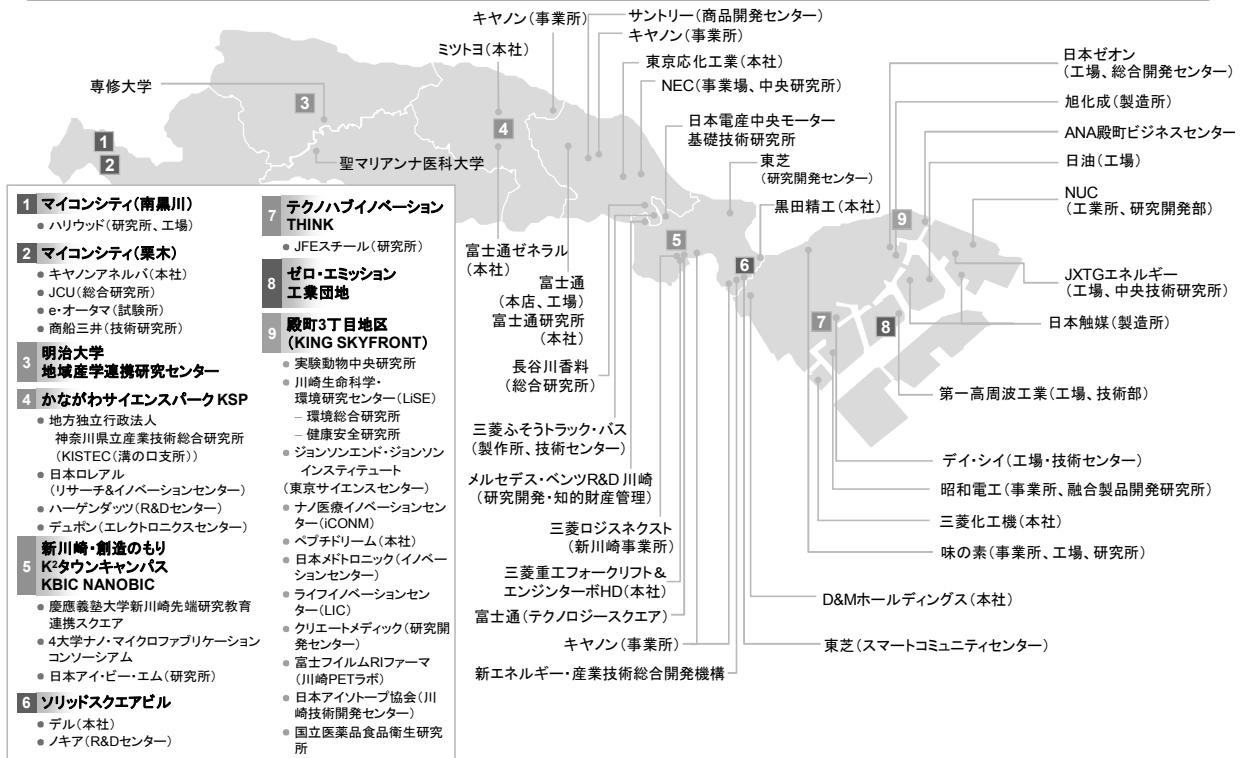 キヤノン(事業所)
サントリー(商品開発センター)
キヤノン(事業所)
ミツトヨ(本社)
東京応化工業(本社)
NEC(事業場、中央研究所)
専修大学
日本電産中央モーター
基礎技術研究所
聖マリアンナ医科大学
東芝
(研究開発センター)
黒田精工(本社)
日本ゼオン
(工場、総合開発センター)
旭化成(製造所)
ANA殿町ビジネスセンター
日油(工場)
NUC
(工業所、研究開発部)
JXTGエネルギー
(工場、中央技術研究所)
日本触媒(製造所)
第一高周波工業(工場、技術部)
デイ・シイ(工場・技術センター)
昭和電工(事業所、融合製品開発研究所)
三菱化工機(本社)
味の素(事業所、工場、研究所)
D&Mホールディングス(本社)
東芝(スマートコミュニティセンター)
富士通ゼネラル
(本社)
富士通
(本店、工場)
富士通研究所
(本社)
長谷川香料
(総合研究所)
三菱ふそうトラック・バス
(製作所、技術センター)
メルセデス・ベンツR&D 川崎
(研究開発・知的財産管理)
三菱ロジスネクスト
(新川崎事業所)
三菱重工フォークリフト&
エンジンターボHD(本社)
富士通(テクノロジースクエア)
キヤノン(事業所)
新エネルギー・産業技術総合開発機構
1
2
3
4
5
6
7
8
9
1 マイコンシティ(南黒川)
● ハリウッド(研究所、工場)
2 マイコンシティ(栗木)
● キヤノンアネルバ(本社)
● JCU(総合研究所)
● e・オータマ(試験所)
● 商船三井(技術研究所)
3 明治大学
地域産学連携研究センター
4 かながわサイエンスパーク KSP
● 地方独立行政法人
神奈川県立産業技術総合研究所
(KISTEC(溝の口支所))
● 日本ロレアル
(リサーチ&イノベーションセンター)
● ハーゲンダッツ(R&Dセンター)
● デュポン(エレクトロニクスセンター)
5 新川崎・創造のもり
K²タウンキャンパス
KBIC NANOBIC
● 慶應義塾大学新川崎先端研究教育
連携スクエア
● 4大学ナノ・マイクロファブリケーション
コンソーシアム
● 日本アイ・ビー・エム(研究所)
6 ソリッドスクエアビル
● デル(本社)
● ノキア(R&Dセンター)
7 テクノハブイノベーション
THINK
● JFEスチール(研究所)
8 ゼロ・エミッション
工業団地
9 殿町3丁目地区
(KING SKYFRONT)
● 実験動物中央研究所
● 川崎生命科学・
環境研究センター(LiSE)
– 環境総合研究所
– 健康安全研究所
● ジョンソンエンド・ジョンソン
インスティテュート
(東京サイエンスセンター)
● ナノ医療イノベーションセン
ター(iCONM)
● ペプチドリーム(本社)
● 日本メドトロニック(イノベー
ションセンター)
● ライフイノベーションセン
ター(LIC)
● クリエートメディック(研究開
発センター)
● 富士フイルムRIファーマ
(川崎PETラボ)
● 日本アイソトープ協会(川
崎技術開発センター)
● 国立医薬品食品衛生研究
所